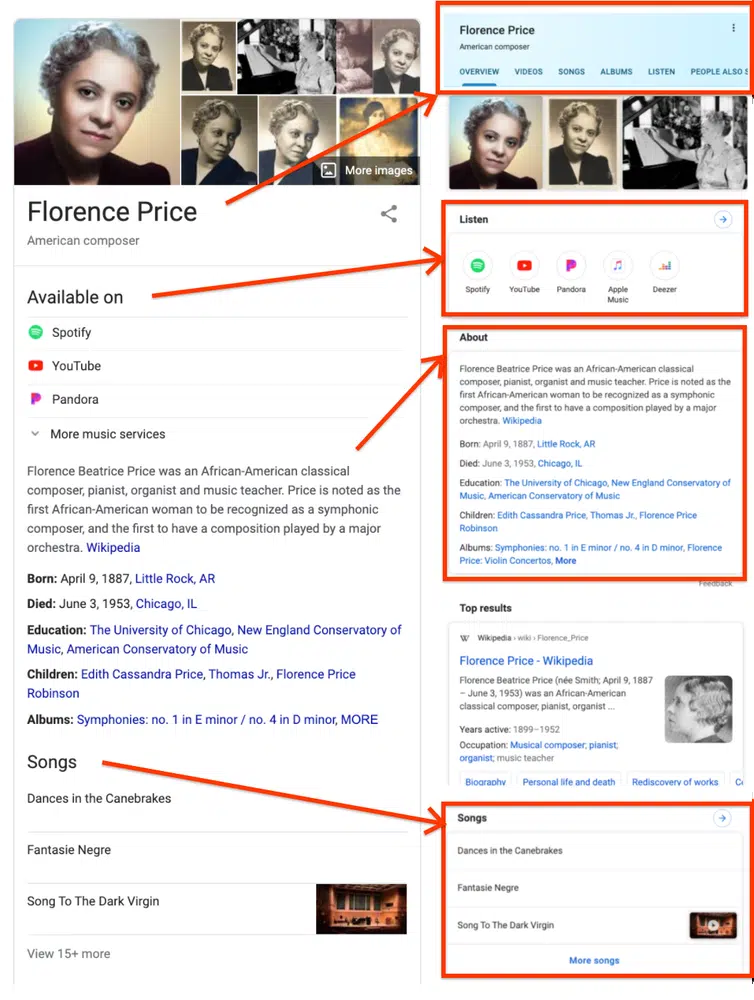 More images
Florence Price
American composer
Available on
Spotify
YouTube
Pandora
More music services
Florence Beatrice Price was an African-American classical
composer, pianist, organist and music teacher. Price is noted as the
first African-American woman to be recognized as a symphonic
composer, and the first to have a composition played by a major
orchestra. Wikipedia
Born: April 9, 1887, Little Rock, AR
Died: June 3, 1953, Chicago, IL
Education: The University of Chicago, New England Conservatory of
Music, American Conservatory of Music
Children: Edith Cassandra Price, Thomas Jr., Florence Price
Robinson
Albums: Symphonies: no. 1 in E minor / no. 4 in D minor, MORE
Songs
Dances in the Canebrakes
Fantasie Negre
Song To The Dark Virgin
View 15+ more
Florence Price
American composer
OVERVIEW VIDEOS SONGS ALBUMS LISTEN PEOPLE ALSO S
Listen
Spotify YouTube Pandora Apple Music Deezer
About
Florence Beatrice Price was an African-American classical
composer, pianist, organist and music teacher. Price is noted as the
first African-American woman to be recognized as a symphonic
composer, and the first to have a composition played by a major
orchestra. Wikipedia
Born: April 9, 1887, Little Rock, AR
Died: June 3, 1953, Chicago, IL
Education: The University of Chicago, New England Conservatory of
Music, American Conservatory of Music
Children: Edith Cassandra Price, Thomas Jr., Florence Price
Robinson
Albums: Symphonies: no. 1 in E minor / no. 4 in D minor, Florence
Price: Violin Concertos, More
Feedback
Top results
W Wikipedia › wiki › Florence_Price
Florence Price - Wikipedia
Florence Beatrice Price (née Smith; April 9, 1887
– June 3, 1953) was an African-American
classical composer, pianist, organist ...
Years active: 1899–1952
Occupation: Musical composer; pianist;
organist; music teacher
Biography Personal life and death Rediscovery of works
Songs
Dances in the Canebrakes
Fantasie Negre
Song To The Dark Virgin
More songs